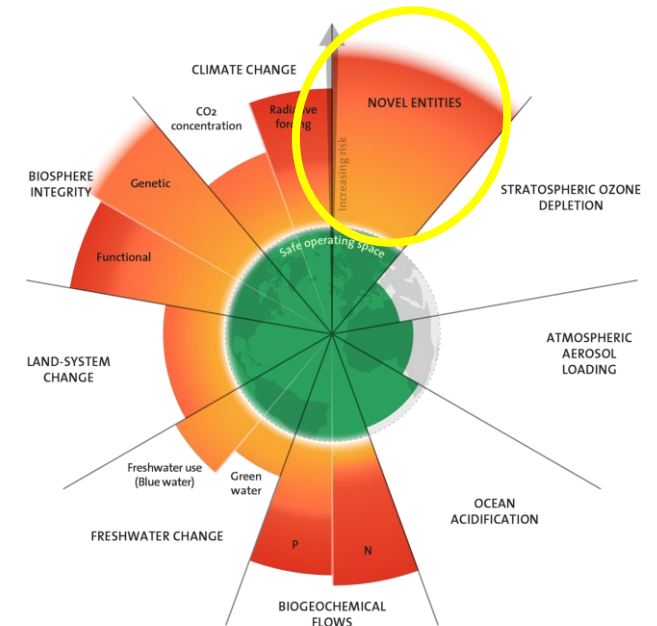 CLIMATE CHANGE
CO2
concentration
Radiative
forcing
NOVEL ENTITIES
Increasing risk
BIOSPHERE
INTEGRITY
Genetic
Functional
STRATOSPHERIC OZONE
DEPLETION
Safe operating space
ATMOSPHERIC
AEROSOL
LOADING
LAND-SYSTEM
CHANGE
Freshwater use
(Blue water)
Green
water
OCEAN
ACIDIFICATION
FRESHWATER CHANGE
P
N
BIOGEOCHEMICAL
FLOWS